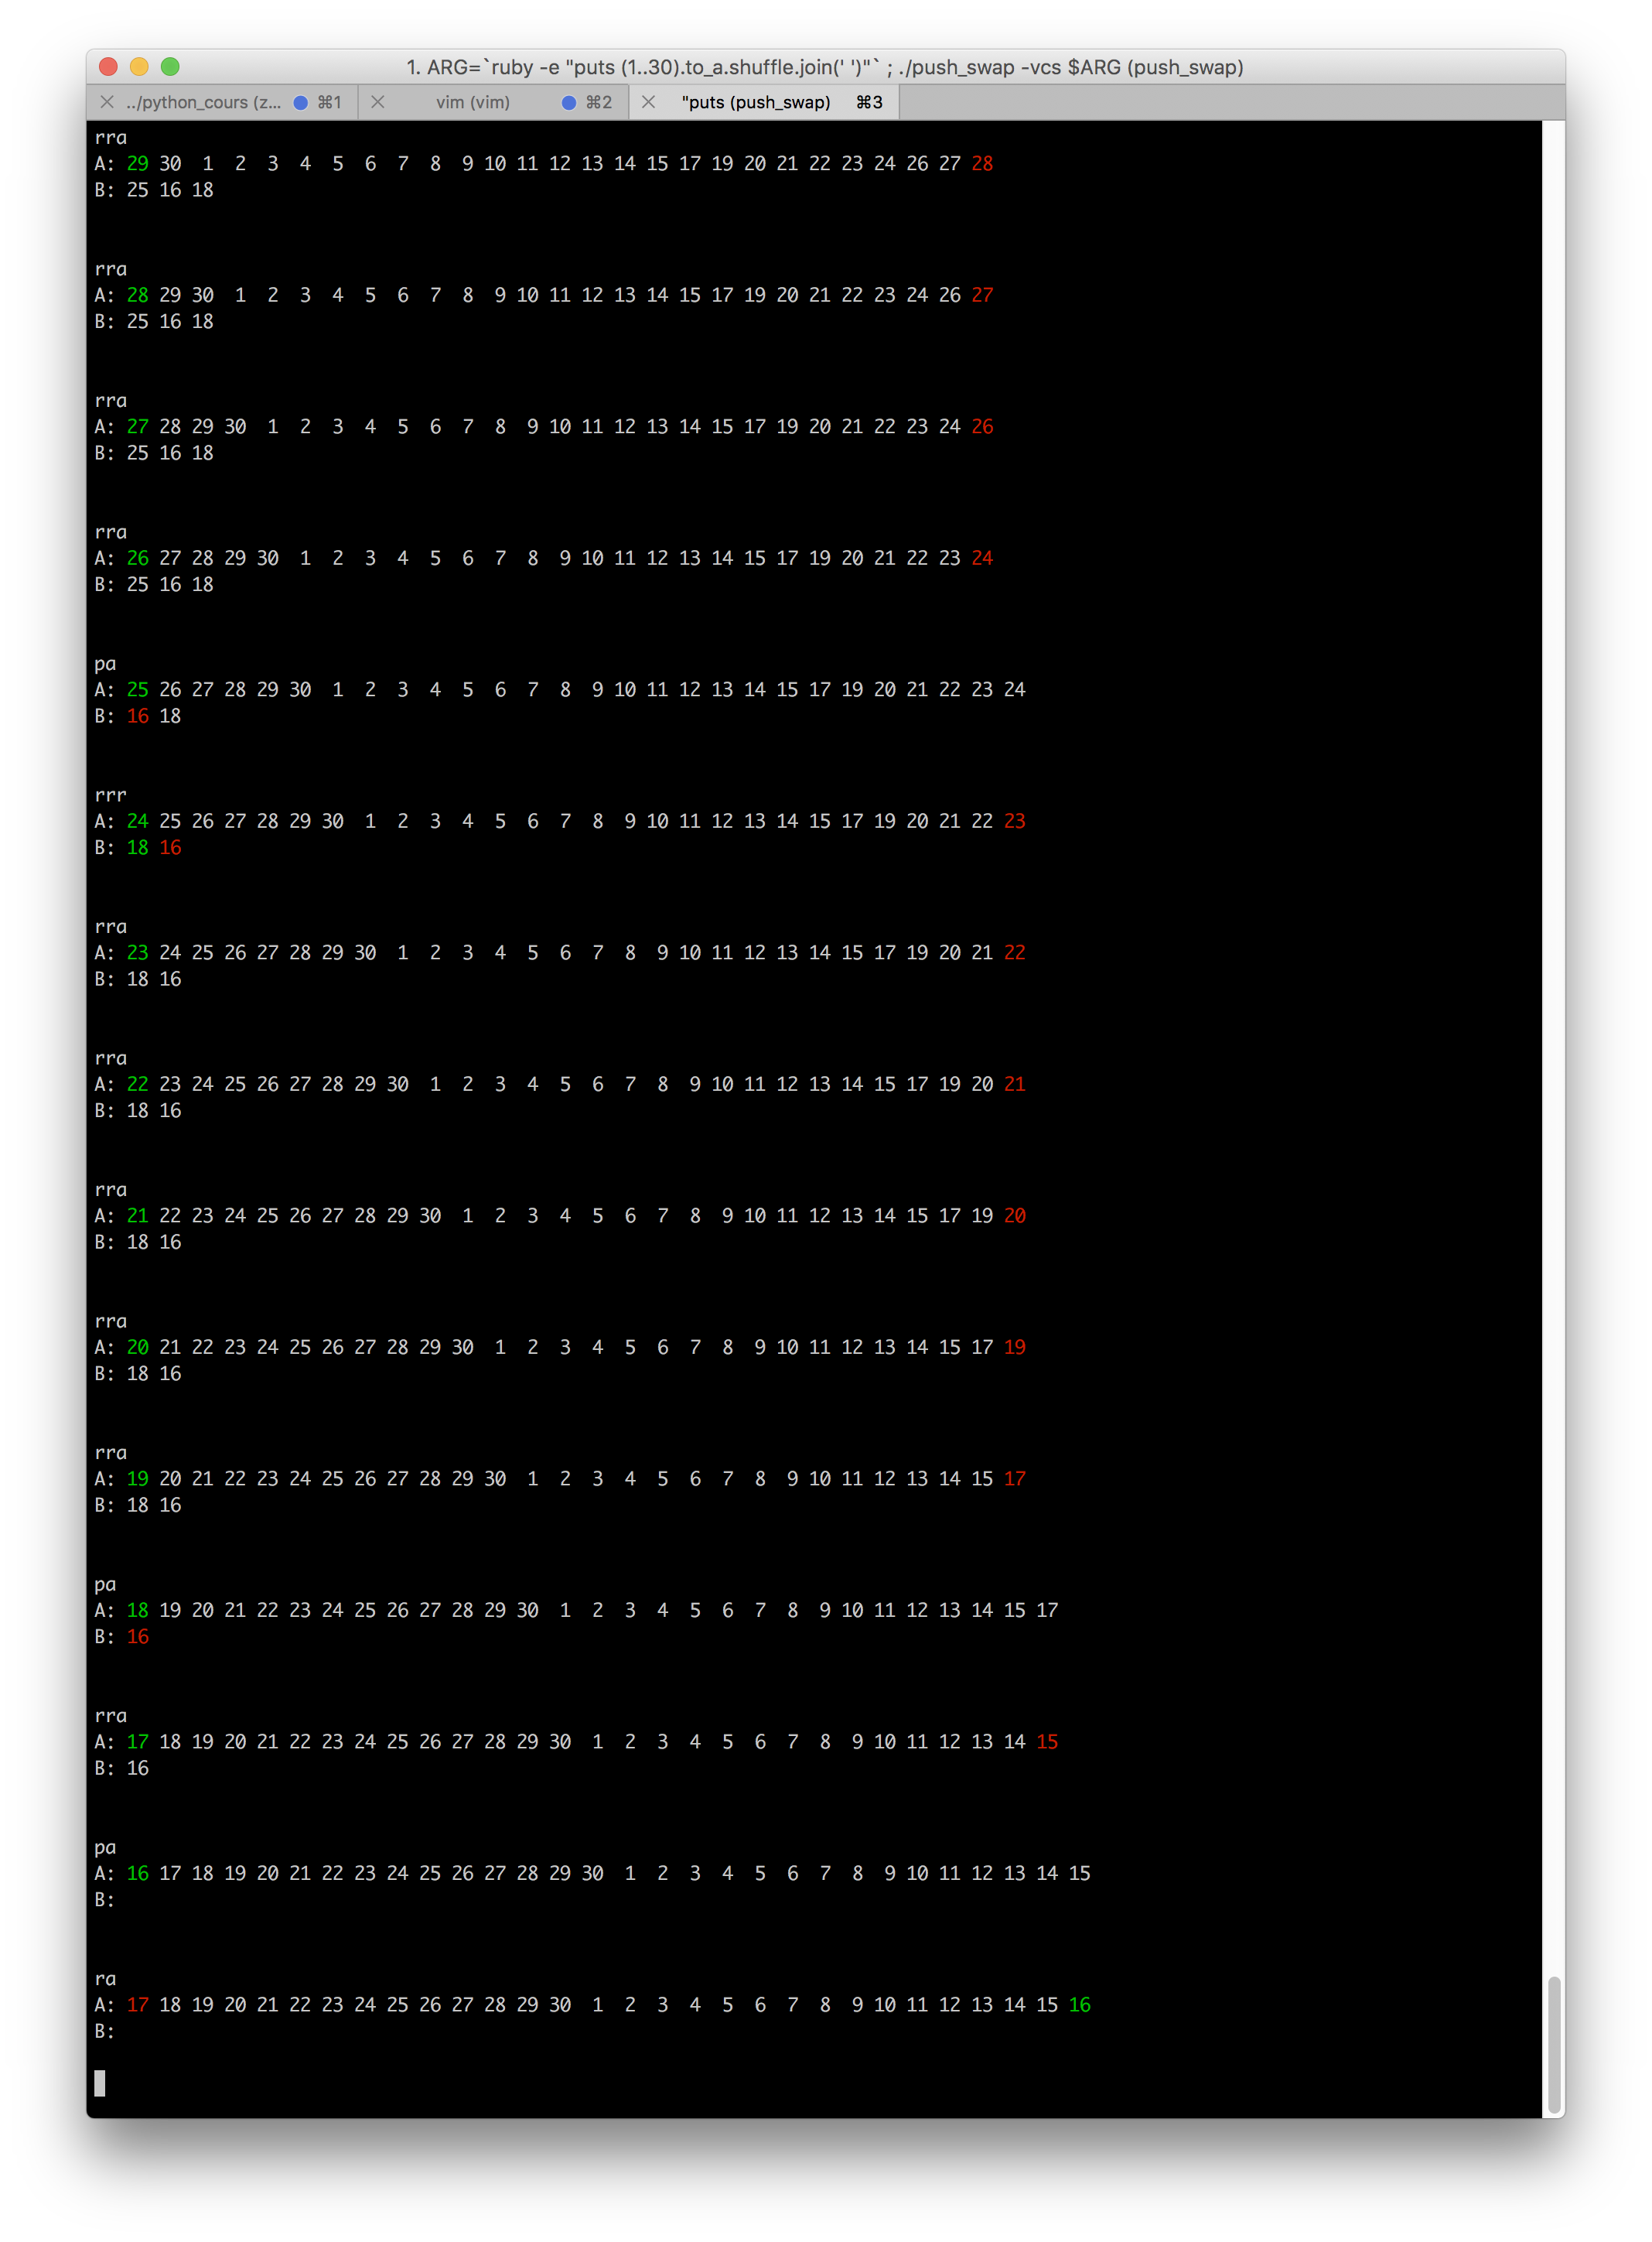 1. ARG=`ruby -e "puts (1..30).to_a.shuffle.join(' ')"` ; ./push_swap -vcs $ARG (push_swap)
../python_cours (z... ⌘1 vim (vim) ⌘2 "puts (push_swap) ⌘3
rra
A: 29 30 1 2 3 4 5 6 7 8 9 10 11 12 13 14 15 17 19 20 21 22 23 24 26 27 28
B: 25 16 18
rra
A: 28 29 30 1 2 3 4 5 6 7 8 9 10 11 12 13 14 15 17 19 20 21 22 23 24 26 27
B: 25 16 18
rra
A: 27 28 29 30 1 2 3 4 5 6 7 8 9 10 11 12 13 14 15 17 19 20 21 22 23 24 26
B: 25 16 18
rra
A: 26 27 28 29 30 1 2 3 4 5 6 7 8 9 10 11 12 13 14 15 17 19 20 21 22 23 24
B: 25 16 18
pa
A: 25 26 27 28 29 30 1 2 3 4 5 6 7 8 9 10 11 12 13 14 15 17 19 20 21 22 23 24
B: 16 18
rrr
A: 24 25 26 27 28 29 30 1 2 3 4 5 6 7 8 9 10 11 12 13 14 15 17 19 20 21 22 23
B: 18 16
rra
A: 23 24 25 26 27 28 29 30 1 2 3 4 5 6 7 8 9 10 11 12 13 14 15 17 19 20 21 22
B: 18 16
rra
A: 22 23 24 25 26 27 28 29 30 1 2 3 4 5 6 7 8 9 10 11 12 13 14 15 17 19 20 21
B: 18 16
rra
A: 21 22 23 24 25 26 27 28 29 30 1 2 3 4 5 6 7 8 9 10 11 12 13 14 15 17 19 20
B: 18 16
rra
A: 20 21 22 23 24 25 26 27 28 29 30 1 2 3 4 5 6 7 8 9 10 11 12 13 14 15 17 19
B: 18 16
rra
A: 19 20 21 22 23 24 25 26 27 28 29 30 1 2 3 4 5 6 7 8 9 10 11 12 13 14 15 17
B: 18 16
pa
A: 18 19 20 21 22 23 24 25 26 27 28 29 30 1 2 3 4 5 6 7 8 9 10 11 12 13 14 15 17
B: 16
rra
A: 17 18 19 20 21 22 23 24 25 26 27 28 29 30 1 2 3 4 5 6 7 8 9 10 11 12 13 14 15
B: 16
pa
A: 16 17 18 19 20 21 22 23 24 25 26 27 28 29 30 1 2 3 4 5 6 7 8 9 10 11 12 13 14 15
B:
ra
A: 17 18 19 20 21 22 23 24 25 26 27 28 29 30 1 2 3 4 5 6 7 8 9 10 11 12 13 14 15 16
B: